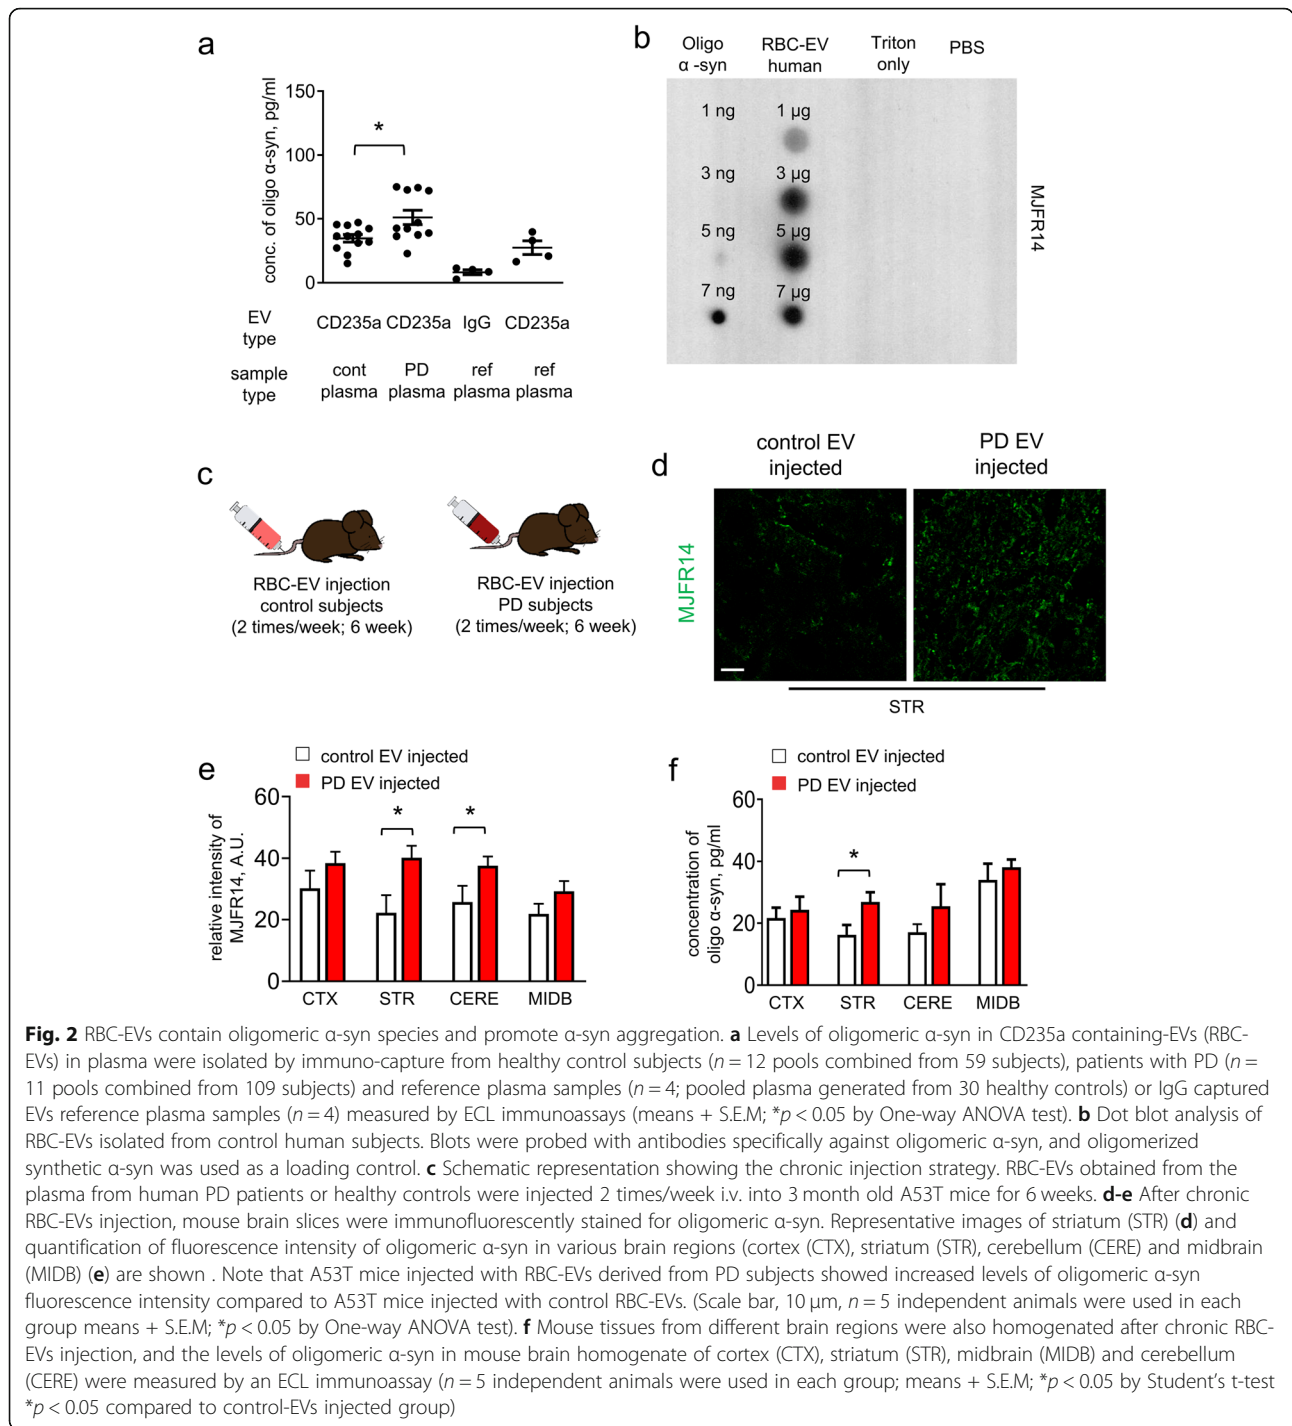 a
conc. of oligo α-syn, pg/ml
150
100
50
0
*
EV
type
CD235a CD235a IgG CD235a
sample
type
cont
plasma
PD
plasma
ref
plasma
ref
plasma
b
Oligo
α -syn
RBC-EV
human
Triton
only
PBS
1 ng 1 µg
3 ng 3 µg
5 ng 5 µg
7 ng 7 µg
MJFR14
c
RBC-EV injection
control subjects
(2 times/week; 6 week)
RBC-EV injection
PD subjects
(2 times/week; 6 week)
d
control EV
injected
PD EV
injected
MJFR14
STR
e
control EV injected
PD EV injected
relative intensity of
MJFR14, A.U.
60
40
20
0
* *
CTX STR CERE MIDB
f
control EV injected
PD EV injected
concentration of
oligo α-syn, pg/ml
60
40
20
0
*
CTX STR CERE MIDB
Fig. 2 RBC-EVs contain oligomeric α-syn species and promote α-syn aggregation. a Levels of oligomeric α-syn in CD235a containing-EVs (RBC-
EVs) in plasma were isolated by immuno-capture from healthy control subjects (n = 12 pools combined from 59 subjects), patients with PD (n =
11 pools combined from 109 subjects) and reference plasma samples (n = 4; pooled plasma generated from 30 healthy controls) or IgG captured
EVs reference plasma samples (n = 4) measured by ECL immunoassays (means + S.E.M; *p < 0.05 by One-way ANOVA test). b Dot blot analysis of
RBC-EVs isolated from control human subjects. Blots were probed with antibodies specifically against oligomeric α-syn, and oligomerized
synthetic α-syn was used as a loading control. c Schematic representation showing the chronic injection strategy. RBC-EVs obtained from the
plasma from human PD patients or healthy controls were injected 2 times/week i.v. into 3 month old A53T mice for 6 weeks. d-e After chronic
RBC-EVs injection, mouse brain slices were immunofluorescently stained for oligomeric α-syn. Representative images of striatum (STR) (d) and
quantification of fluorescence intensity of oligomeric α-syn in various brain regions (cortex (CTX), striatum (STR), cerebellum (CERE) and midbrain
(MIDB) (e) are shown . Note that A53T mice injected with RBC-EVs derived from PD subjects showed increased levels of oligomeric α-syn
fluorescence intensity compared to A53T mice injected with control RBC-EVs. (Scale bar, 10 µm, n = 5 independent animals were used in each
group means + S.E.M; *p < 0.05 by One-way ANOVA test). f Mouse tissues from different brain regions were also homogenated after chronic RBC-
EVs injection, and the levels of oligomeric α-syn in mouse brain homogenate of cortex (CTX), striatum (STR), midbrain (MIDB) and cerebellum
(CERE) were measured by an ECL immunoassay (n = 5 independent animals were used in each group; means + S.E.M; *p < 0.05 by Student's t-test
*p < 0.05 compared to control-EVs injected group)